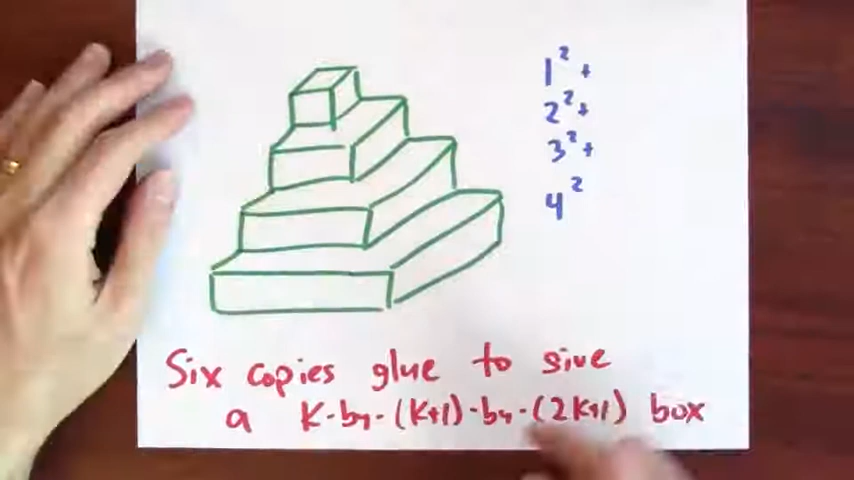 1² +
2² +
3² +
4²
Six copies glue to give
a K-by-(K+1)-by-(2K+1) box